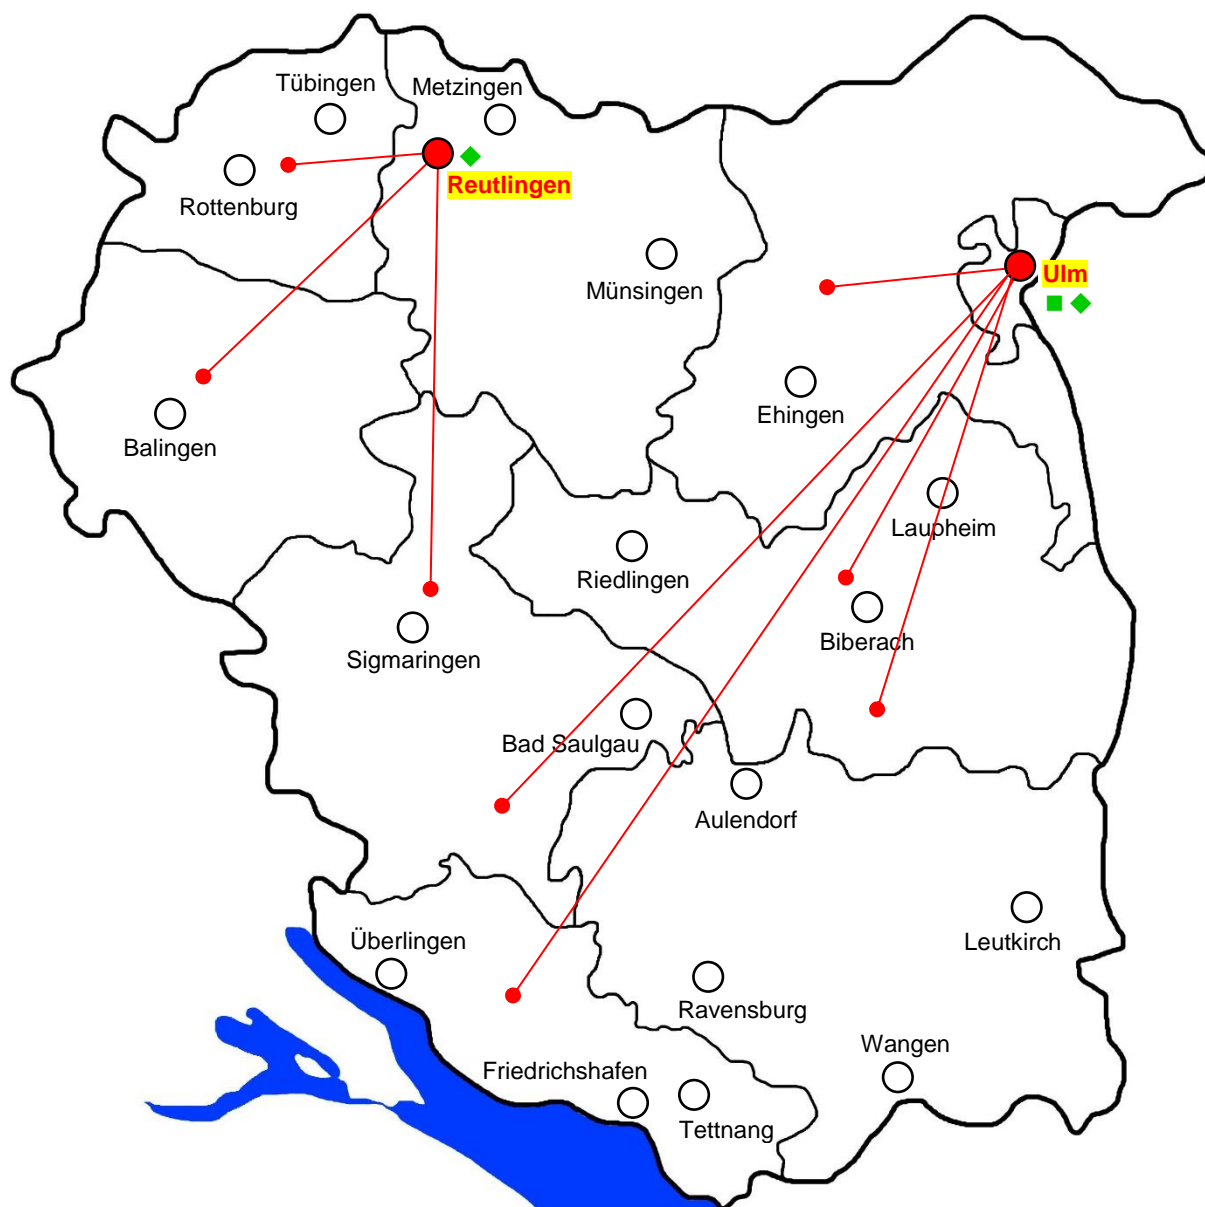 Tübingen
Metzingen
Reutlingen
Rottenburg
Münsingen
Ulm
Ehingen
Balingen
Laupheim
Riedlingen
Biberach
Sigmaringen
Bad Saulgau
Aulendorf
Überlingen
Leutkirch
Ravensburg
Wangen
Friedrichshafen
Tettnang